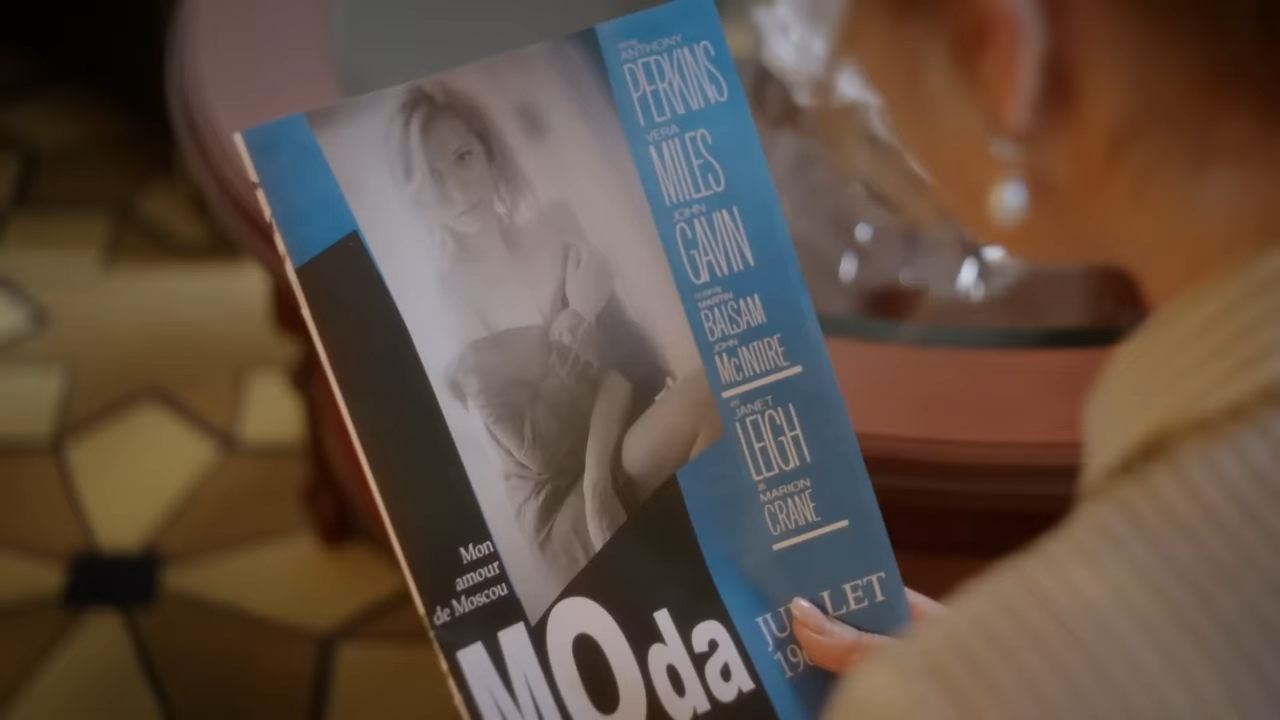 ANTHONY
PERKINS
VERA
MILES
JOHN
GAVIN
MARTIN
BALSAM
JOHN
McINTIRE
JANET
LEIGH
as
MARION
CRANE
Mon
amour
de Moscou
MOda